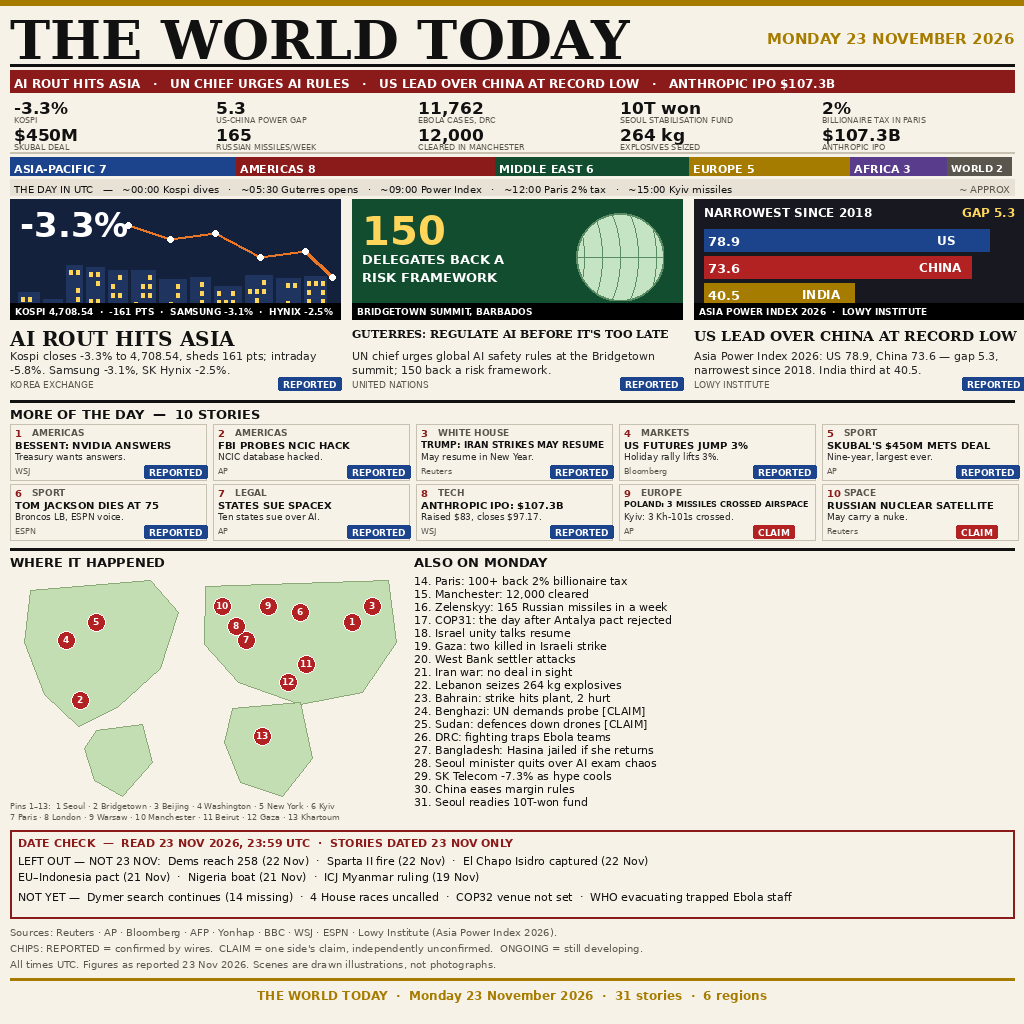 THE WORLD TODAY
MONDAY 23 NOVEMBER 2026
AI ROUT HITS ASIA · UN CHIEF URGES AI RULES · US LEAD OVER CHINA AT RECORD LOW · ANTHROPIC IPO $107.3B
-3.3% 5.3 11,762 10T won 2%
KOSPI US-CHINA POWER GAP EBOLA CASES, DRC SEOUL STABILISATION FUND BILLIONAIRE TAX IN PARIS
$450M 165 12,000 264 kg $107.3B
SKUBAL DEAL RUSSIAN MISSILES/WEEK CLEARED IN MANCHESTER EXPLOSIVES SEIZED ANTHROPIC IPO
ASIA-PACIFIC 7 AMERICAS 8 MIDDLE EAST 6 EUROPE 5 AFRICA 3 WORLD 2
THE DAY IN UTC — ~00:00 Kospi dives · ~05:30 Guterres opens · ~09:00 Power Index · ~12:00 Paris 2% tax · ~15:00 Kyiv missiles ~ APPROX
-3.3%
KOSPI 4,708.54 · -161 PTS · SAMSUNG -3.1% · HYNIX -2.5%
AI ROUT HITS ASIA
Kospi closes -3.3% to 4,708.54, sheds 161 pts; intraday
-5.8%. Samsung -3.1%, SK Hynix -2.5%.
KOREA EXCHANGE REPORTED
150
DELEGATES BACK A
RISK FRAMEWORK
BRIDGETOWN SUMMIT, BARBADOS
GUTERRES: REGULATE AI BEFORE IT'S TOO LATE
UN chief urges global AI safety rules at the Bridgetown
summit; 150 back a risk framework.
UNITED NATIONS REPORTED
NARROWEST SINCE 2018 GAP 5.3
78.9 US
73.6 CHINA
40.5 INDIA
ASIA POWER INDEX 2026 · LOWY INSTITUTE
US LEAD OVER CHINA AT RECORD LOW
Asia Power Index 2026: US 78.9, China 73.6 — gap 5.3,
narrowest since 2018. India third at 40.5.
LOWY INSTITUTE REPORTED
MORE OF THE DAY — 10 STORIES
1 AMERICAS
BESSENT: NVIDIA ANSWERS
Treasury wants answers.
WSJ REPORTED
2 AMERICAS
FBI PROBES NCIC HACK
NCIC database hacked.
AP REPORTED
3 WHITE HOUSE
TRUMP: IRAN STRIKES MAY RESUME
May resume in New Year.
Reuters REPORTED
4 MARKETS
US FUTURES JUMP 3%
Holiday rally lifts 3%.
Bloomberg REPORTED
5 SPORT
SKUBAL'S $450M METS DEAL
Nine-year, largest ever.
AP REPORTED
6 SPORT
TOM JACKSON DIES AT 75
Broncos LB, ESPN voice.
ESPN REPORTED
7 LEGAL
STATES SUE SPACEX
Ten states sue over AI.
AP REPORTED
8 TECH
ANTHROPIC IPO: $107.3B
Raised $83, closes $97.17.
WSJ REPORTED
9 EUROPE
POLAND: 3 MISSILES CROSSED AIRSPACE
Kyiv: 3 Kh-101s crossed.
AP CLAIM
10 SPACE
RUSSIAN NUCLEAR SATELLITE
May carry a nuke.
Reuters CLAIM
WHERE IT HAPPENED
5
4
2
10
9
6
3
8
7
1
11
12
13
Pins 1–13: 1 Seoul · 2 Bridgetown · 3 Beijing · 4 Washington · 5 New York · 6 Kyiv
7 Paris · 8 London · 9 Warsaw · 10 Manchester · 11 Beirut · 12 Gaza · 13 Khartoum
ALSO ON MONDAY
14. Paris: 100+ back 2% billionaire tax
15. Manchester: 12,000 cleared
16. Zelenskyy: 165 Russian missiles in a week
17. COP31: the day after Antalya pact rejected
18. Israel unity talks resume
19. Gaza: two killed in Israeli strike
20. West Bank settler attacks
21. Iran war: no deal in sight
22. Lebanon seizes 264 kg explosives
23. Bahrain: strike hits plant, 2 hurt
24. Benghazi: UN demands probe [CLAIM]
25. Sudan: defences down drones [CLAIM]
26. DRC: fighting traps Ebola teams
27. Bangladesh: Hasina jailed if she returns
28. Seoul minister quits over AI exam chaos
29. SK Telecom -7.3% as hype cools
30. China eases margin rules
31. Seoul readies 10T-won fund
DATE CHECK — READ 23 NOV 2026, 23:59 UTC · STORIES DATED 23 NOV ONLY
LEFT OUT — NOT 23 NOV: Dems reach 258 (22 Nov) · Sparta II fire (22 Nov) · El Chapo Isidro captured (22 Nov)
EU–Indonesia pact (21 Nov) · Nigeria boat (21 Nov) · ICJ Myanmar ruling (19 Nov)
NOT YET — Dymer search continues (14 missing) · 4 House races uncalled · COP32 venue not set · WHO evacuating trapped Ebola staff
Sources: Reuters · AP · Bloomberg · AFP · Yonhap · BBC · WSJ · ESPN · Lowy Institute (Asia Power Index 2026).
CHIPS: REPORTED = confirmed by wires. CLAIM = one side's claim, independently unconfirmed. ONGOING = still developing.
All times UTC. Figures as reported 23 Nov 2026. Scenes are drawn illustrations, not photographs.
THE WORLD TODAY · Monday 23 November 2026 · 31 stories · 6 regions